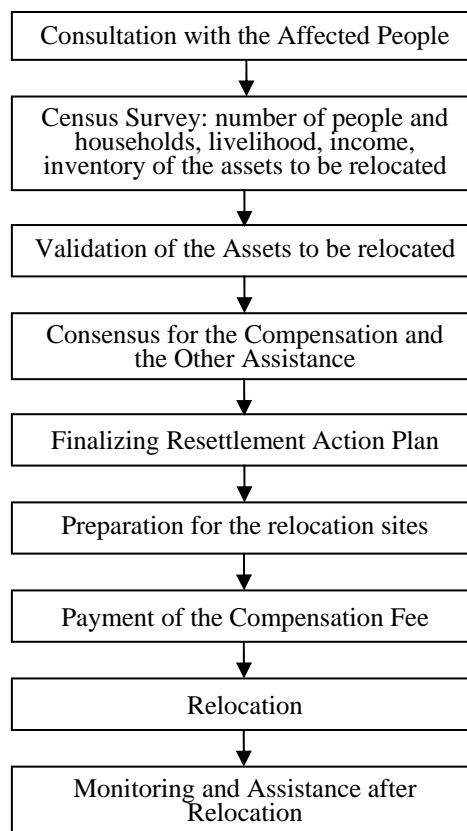 Consultation with the Affected People
Census Survey: number of people and
households, livelihood, income,
inventory of the assets to be relocated
Validation of the Assets to be relocated
Consensus for the Compensation and
the Other Assistance
Finalizing Resettlement Action Plan
Preparation for the relocation sites
Payment of the Compensation Fee
Relocation
Monitoring and Assistance after
Relocation